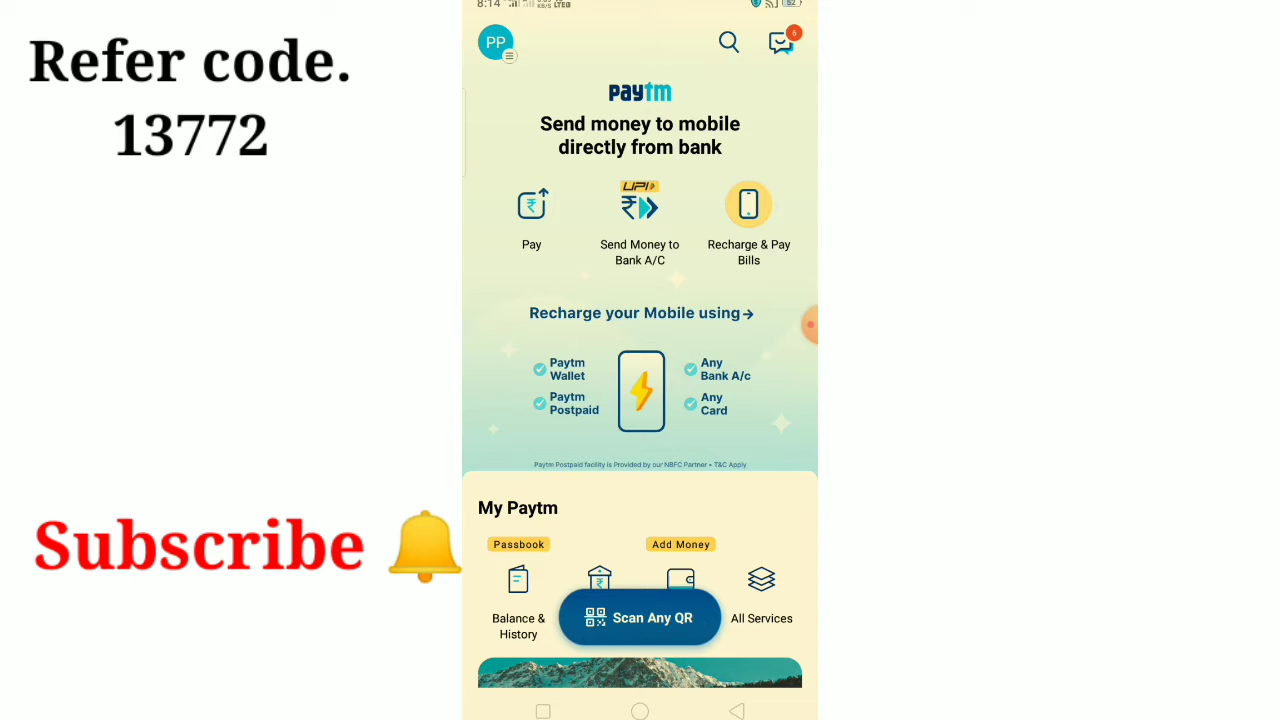 Refer code.
13772
Subscribe
8:14
LTE
52
PP
6
paytm
Send money to mobile
directly from bank
UPI
Pay
Send Money to
Bank A/C
Recharge & Pay
Bills
Recharge your Mobile using
Paytm
Wallet
Any
Bank A/c
Paytm
Postpaid
Any
Card
Paytm Postpaid facility is Provided by our NBFC Partner • T&C Apply
My Paytm
Passbook
Add Money
Balance &
History
Scan Any QR
All Services